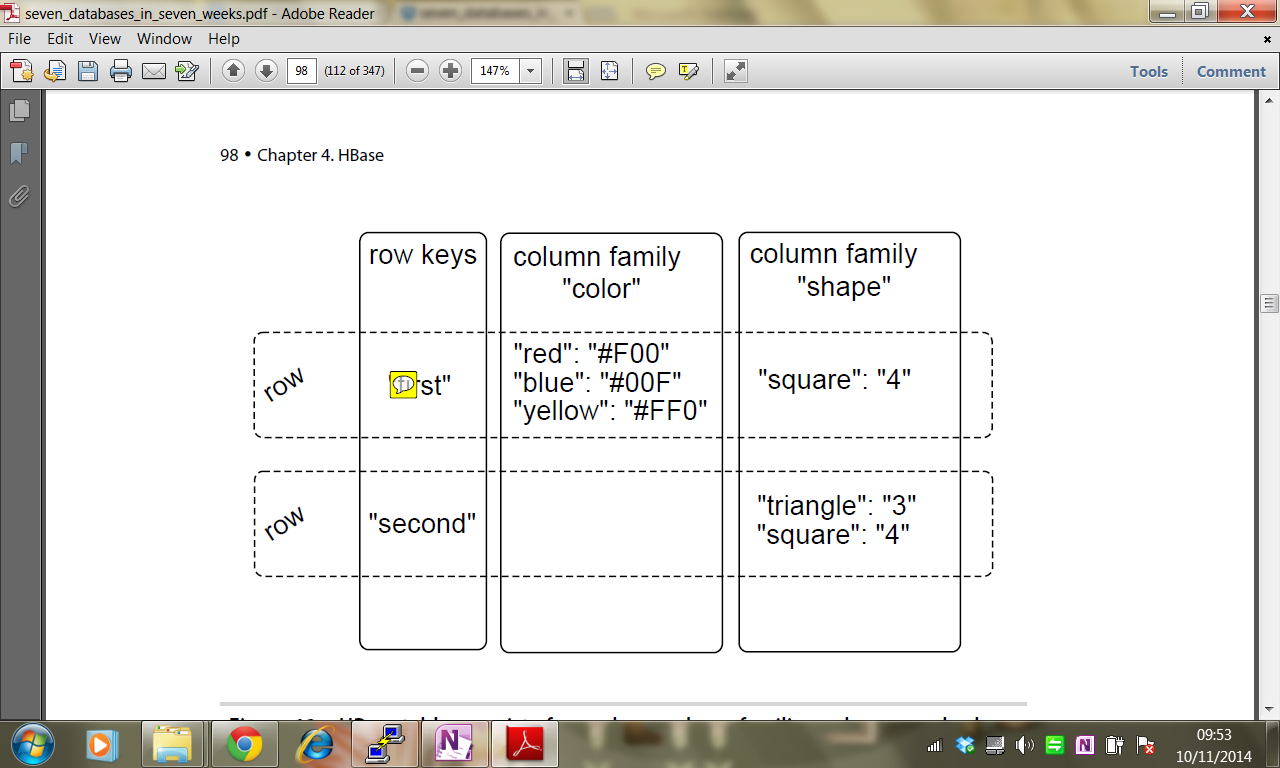 seven_databases_in_seven_weeks.pdf - Adobe Reader
File Edit View Window Help
98 (112 of 347) 147% Tools Comment
98 • Chapter 4. HBase
row keys
column family
"color"
column family
"shape"
row
rst"
"red": "#F00"
"blue": "#00F"
"yellow": "#FF0"
"square": "4"
row
"second"
"triangle": "3"
"square": "4"
09:53
10/11/2014